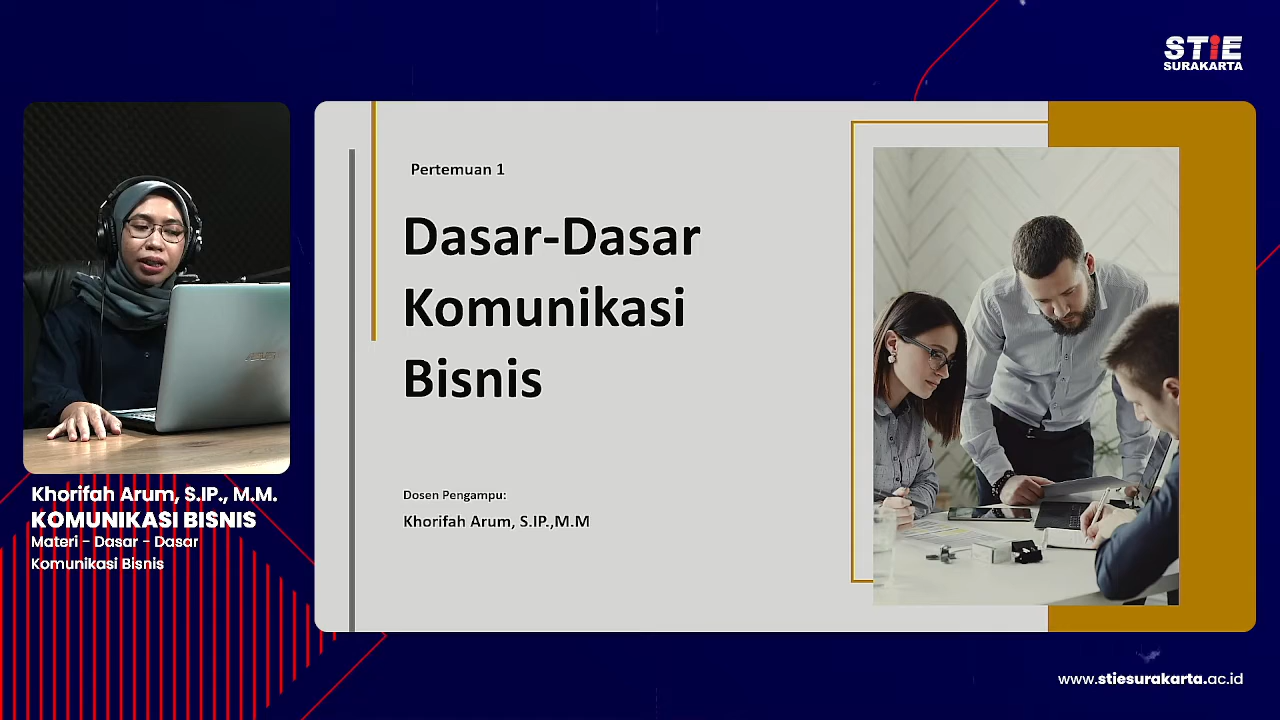 STiE
SURAKARTA
Pertemuan 1
Dasar-Dasar
Komunikasi
Bisnis
Dosen Pengampu:
Khorifah Arum, S.IP.,M.M
Khorifah Arum, S.IP., M.M.
KOMUNIKASI BISNIS
Materi - Dasar - Dasar
Komunikasi Bisnis
www.stiesurakarta.ac.id